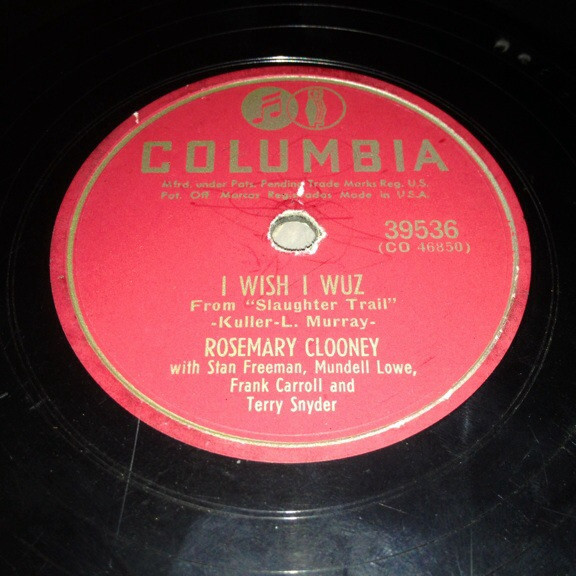 COLUMBIA
Mfrd. under Pats. Pending Trade Marks Reg. U.S.
Pat. Off. Marcas Registradas Made in U.S.A.
39536
(CO 46850)
I WISH I WUZ
From "Slaughter Trail"
-Kuller-L. Murray-
ROSEMARY CLOONEY
with Stan Freeman, Mundell Lowe,
Frank Carroll and
Terry Snyder